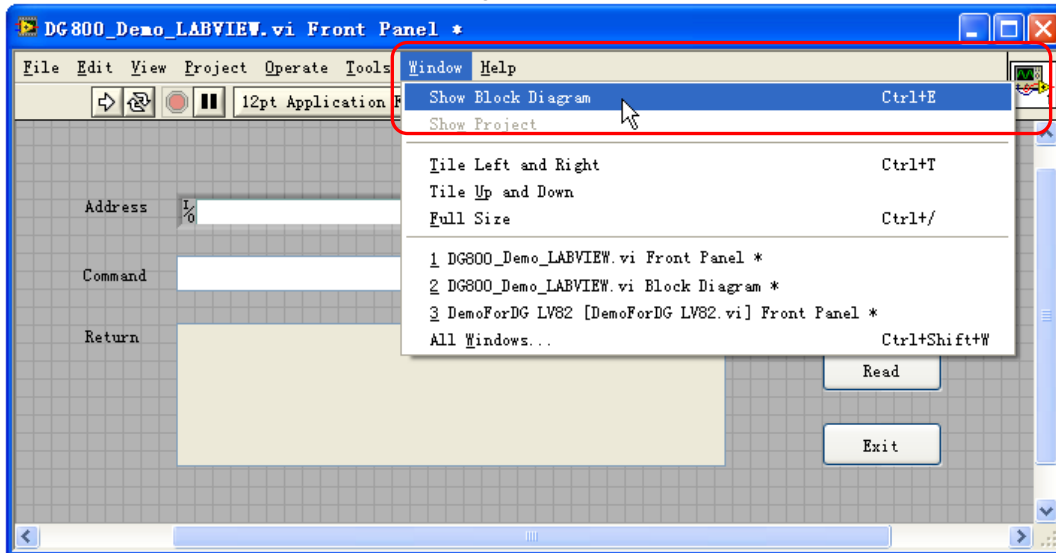 DG800_Demo_LABVIEW.vi Front Panel *
File Edit View Project Operate Tools Window Help
12pt Application F
Show Block Diagram Ctrl+E
Show Project
Tile Left and Right Ctrl+T
Tile Up and Down
Full Size Ctrl+/
1 DG800_Demo_LABVIEW.vi Front Panel *
2 DG800_Demo_LABVIEW.vi Block Diagram *
3 DemoForDG LV82 [DemoForDG LV82.vi] Front Panel *
All Windows... Ctrl+Shift+W
Address I/O
Command
Return
Read
Exit